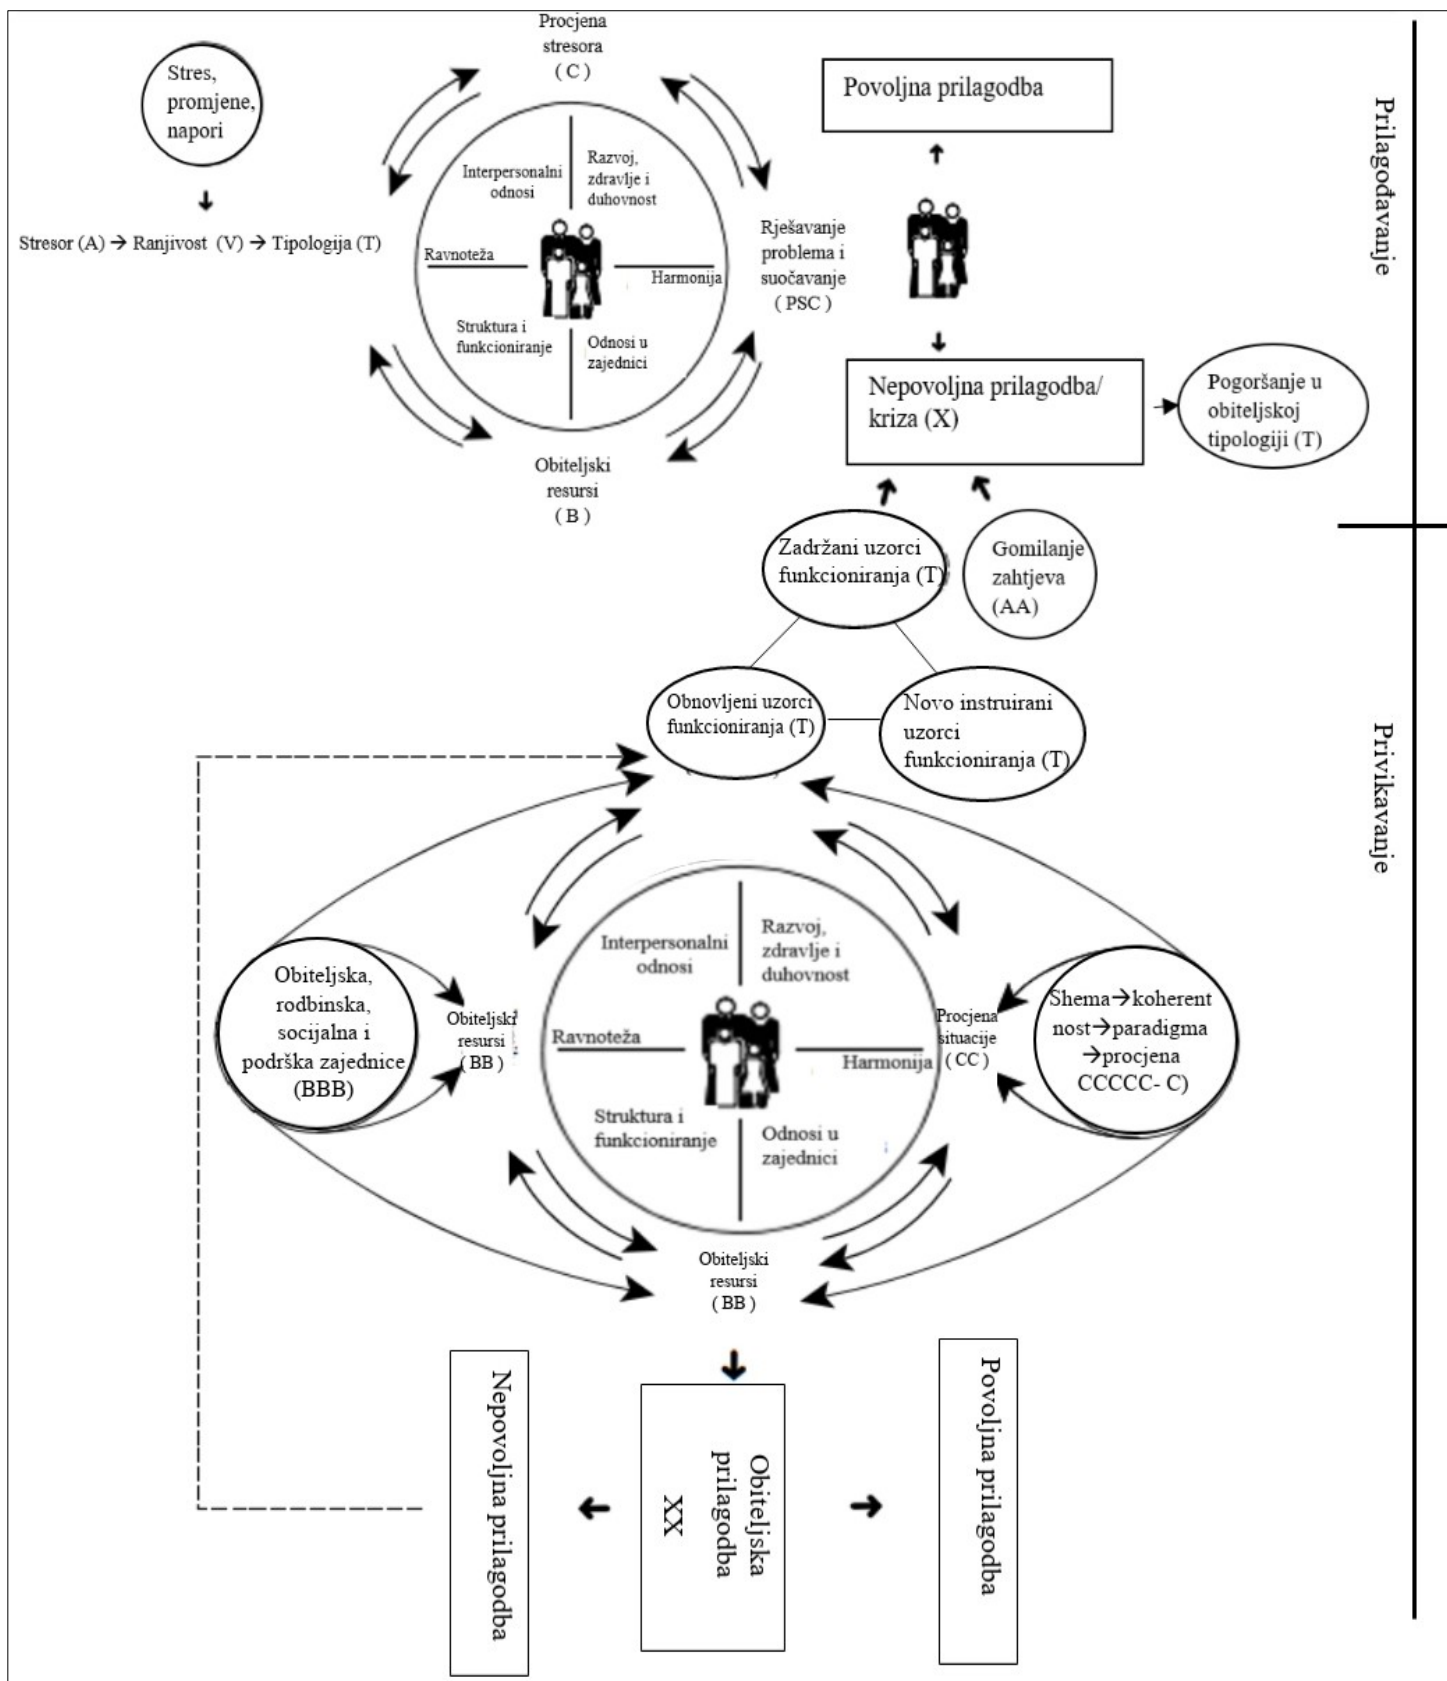 Procjena
stresora
( C )
Stres,
promjene,
napori
Stresor (A) → Ranjivost (V) → Tipologija (T)
Interpersonalni
odnosi
Razvoj,
zdravlje i
duhovnost
Ravnoteža
Harmonija
Struktura i
funkcioniranje
Odnosi u
zajednici
Rješavanje
problema i
suočavanje
( PSC )
Obiteljski
resursi
( B )
Povoljna prilagodba
Nepovoljna prilagodba/
kriza (X)
Pogoršanje u
obiteljskoj
tipologiji (T)
Prilagođavanje
Zadržani uzorci
funkcioniranja (T)
Gomilanje
zahtjeva
(AA)
Obnovljeni uzorci
funkcioniranja (T)
Novo instruirani
uzorci
funkcioniranja (T)
Privikavanje
Obiteljska,
rodbinska,
socijalna i
podrška zajednice
(BBB)
Obiteljski
resursi
( BB )
Interpersonalni
odnosi
Razvoj,
zdravlje i
duhovnost
Ravnoteža
Harmonija
Struktura i
funkcioniranje
Odnosi u
zajednici
Procjena
situacije
(CC)
Shema→koherent
nost→paradigma
→procjena
CCCCC- C)
Obiteljski
resursi
( BB )
Nepovoljna prilagodba
Obiteljska
prilagodba
XX
Povoljna prilagodba